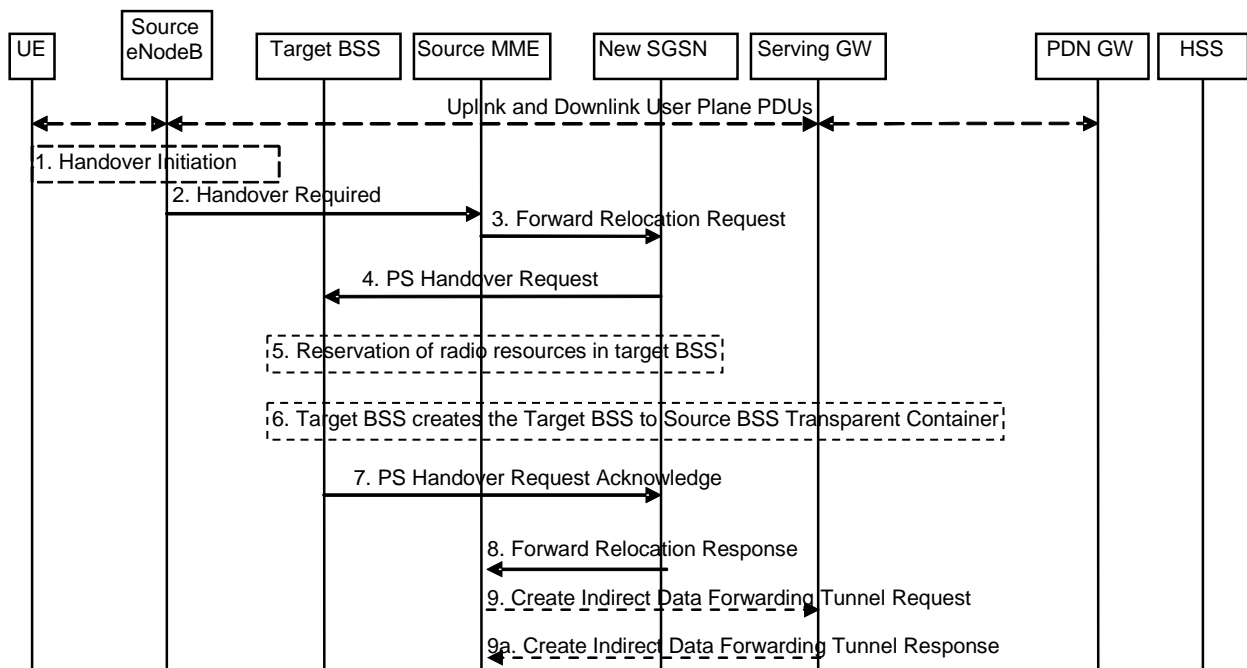 Source
UE
eNodeB
Target BSS
Source MME
New SGSN
Serving GW
PDN GW
HSS
Uplink and Downlink User Plane PDUs
1. Handover Initiation
2. Handover Required
3. Forward Relocation Request
4. PS Handover Request
5. Reservation of radio resources in target BSS
6. Target BSS creates the Target BSS to Source BSS Transparent Container
7. PS Handover Request Acknowledge
8. Forward Relocation Response
9. Create Indirect Data Forwarding Tunnel Request
9a. Create Indirect Data Forwarding Tunnel Response